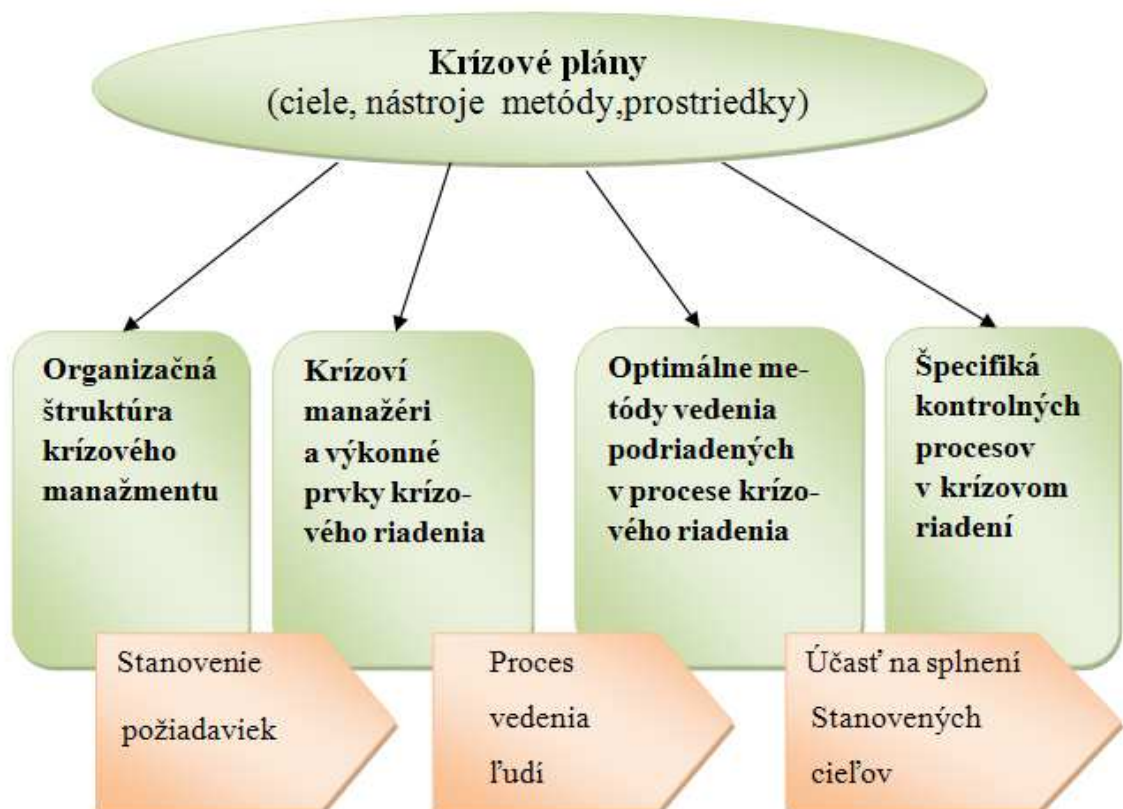 Krízové plány
(ciele, nástroje metódy,prostriedky)
Organizačná
štruktúra
krízového
manažmentu
Krízoví
manažéri
a výkonné
prvky krízo-
vého riadenia
Optimálne me-
tódy vedenia
podriadených
v procese krízo-
vého riadenia
Špecifiká
kontrolných
procesov
v krízovom
riadení
Stanovenie
požiadaviek
Proces
vedenia
ľudí
Účasť na splnení
Stanovených
cieľov